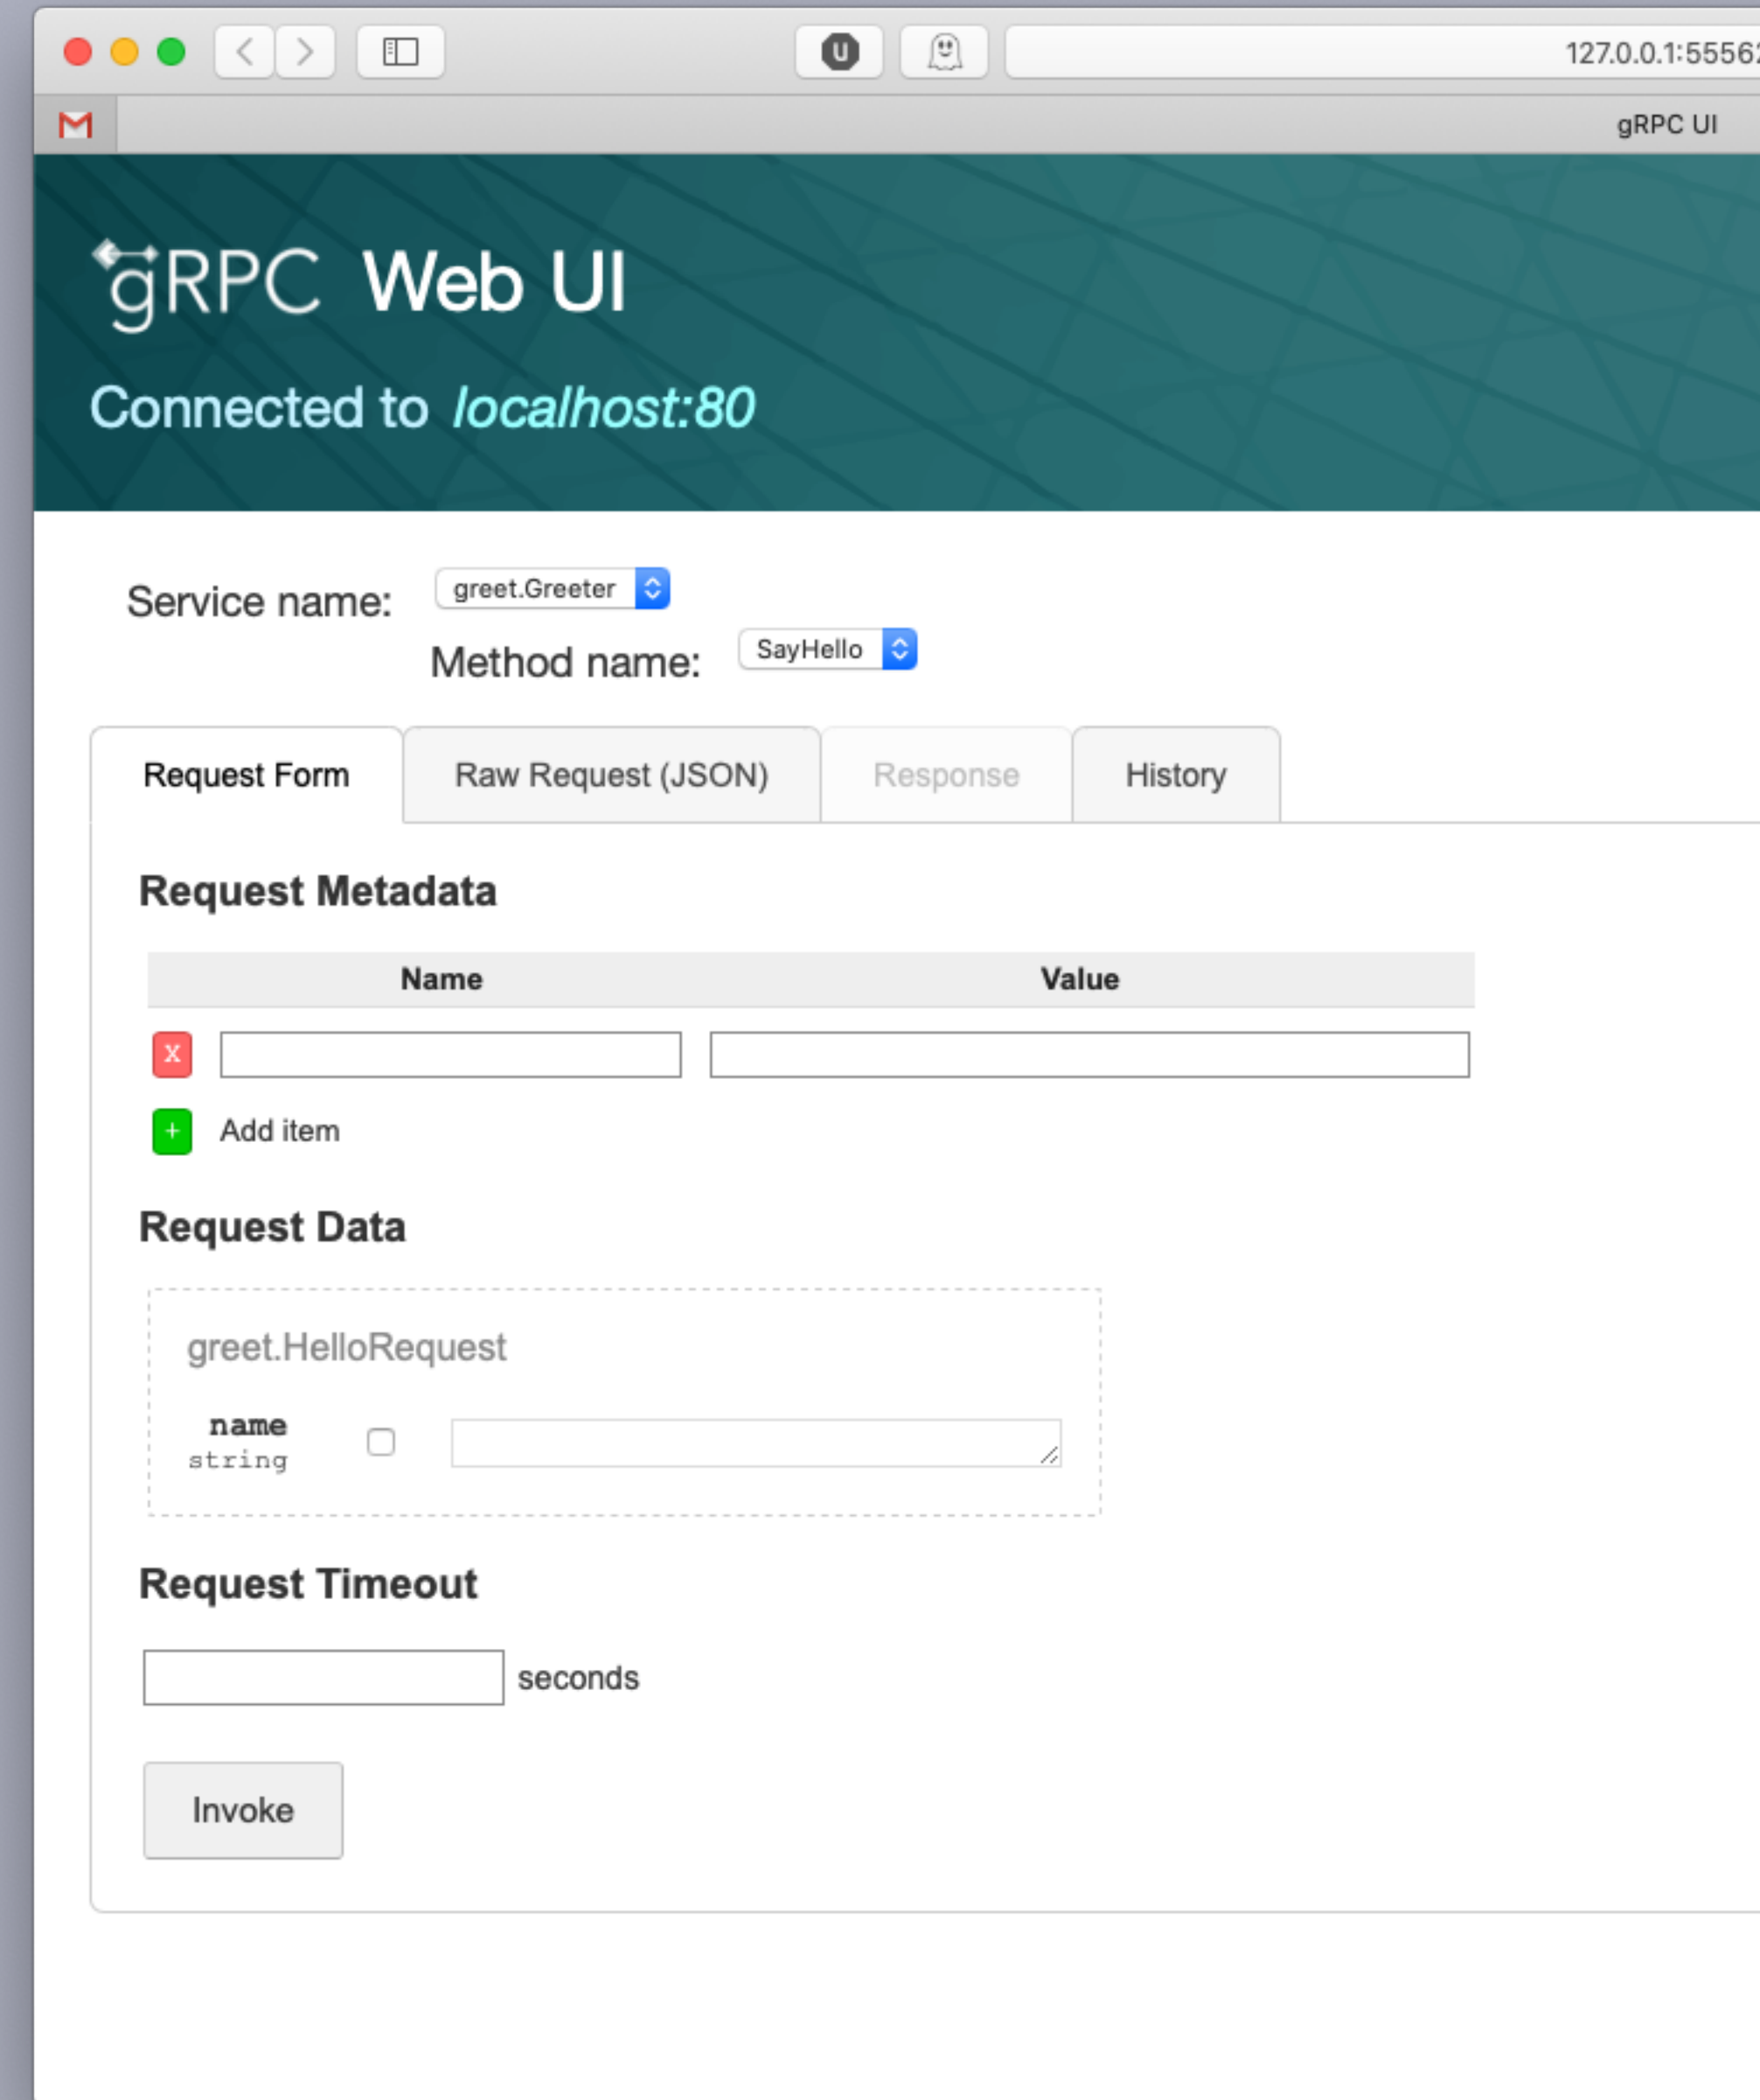 127.0.0.1:5556
gRPC UI
gRPC Web UI
Connected to localhost:80
Service name: greet.Greeter
Method name: SayHello
Request Form Raw Request (JSON) Response History
Request Metadata
Name Value
X
+ Add item
Request Data
greet.HelloRequest
name
string
Request Timeout
seconds
Invoke